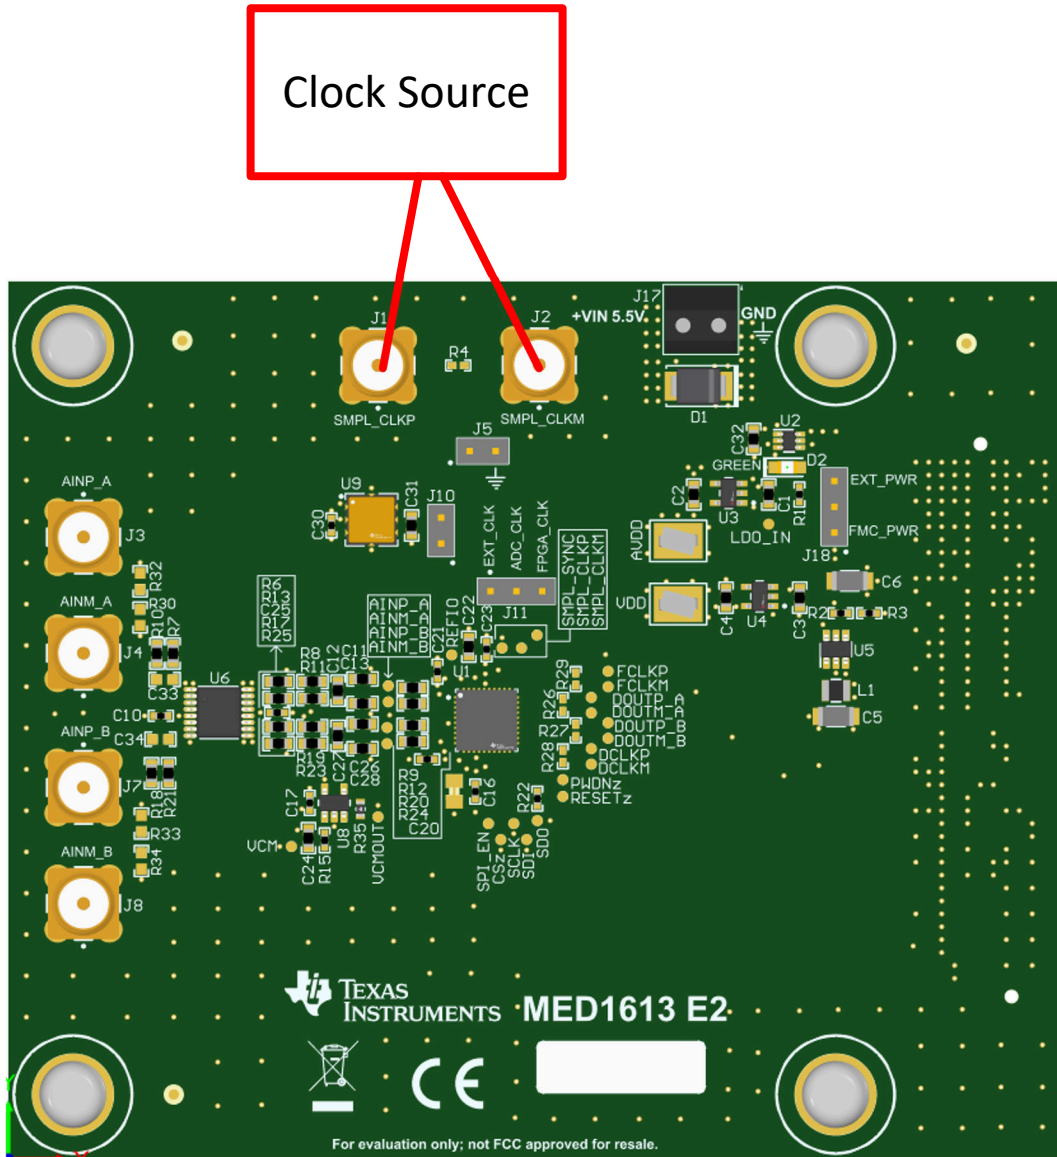 Clock Source
J1
J2
+VIN 5.5V
J17
GND
R4
SMPL_CLKP
SMPL_CLKM
D1
J5
C32
U2
GREEN
D2
AINP_A
J3
U9
C30
C31
J10
EXT_CLK
ADC_CLK
FPGA_CLK
J11
SMPL_SYNC
SMPL_CLKP
SMPL_CLKM
C2
U3
C1
R1
LDO_IN
EXT_PWR
FMC_PWR
J18
AVDD
VDD
C4
U4
C3
C6
R2
R3
U5
L1
C5
R32
R30
AINM_A
R10
R7
J4
C33
R6
R13
C25
R17
R25
AINP_A
AINM_A
AINP_B
AINM_B
REFIO
C22
C23
C21
U1
U6
R8
R11
C12
C11
C13
C10
C34
AINP_B
J7
R18
R21
R19
R23
C27
C26
C28
R33
AINM_B
R34
J8
R29
FCLKP
FCLKM
R26
DOUTP_A
DOUTM_A
R27
DOUTP_B
DOUTM_B
R28
DCLKP
DCLKM
PWDNz
RESETz
R9
R12
R20
R24
C20
C16
R22
C17
U8
R35
VCMOUT
VCM
C24
R15
SPI_EN
CSz
SCLK
SDI
SDO
TEXAS
INSTRUMENTS
MED1613 E2
CE
For evaluation only; not FCC approved for resale.